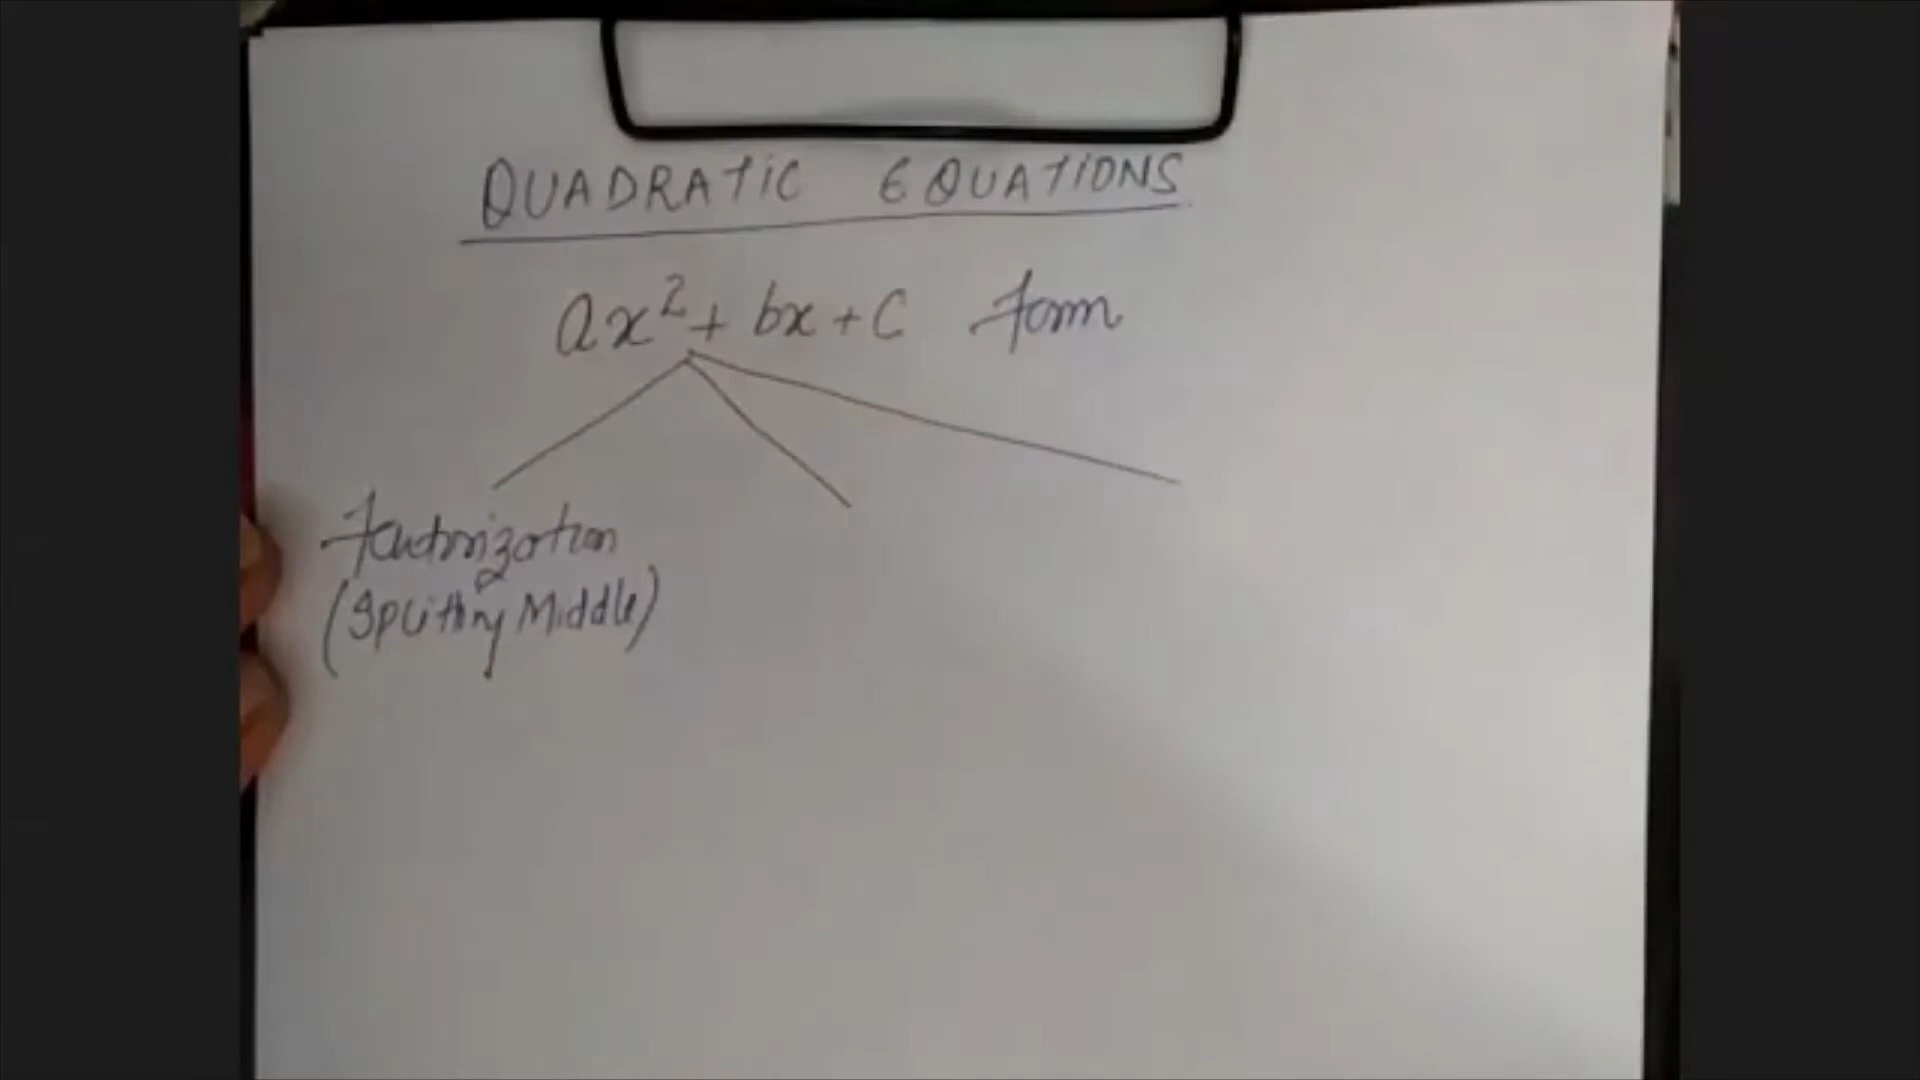 QUADRATIC EQUATIONS
ax²+ bx + c form
Factorization
(Splitting Middle)